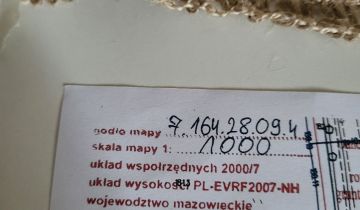 godło mapy 7.164.28.09.4
skala mapy 1: 1000
układ współrzędnych 2000/7
układ wysokości PL-EVRF2007-NH
województwo mazowieckie